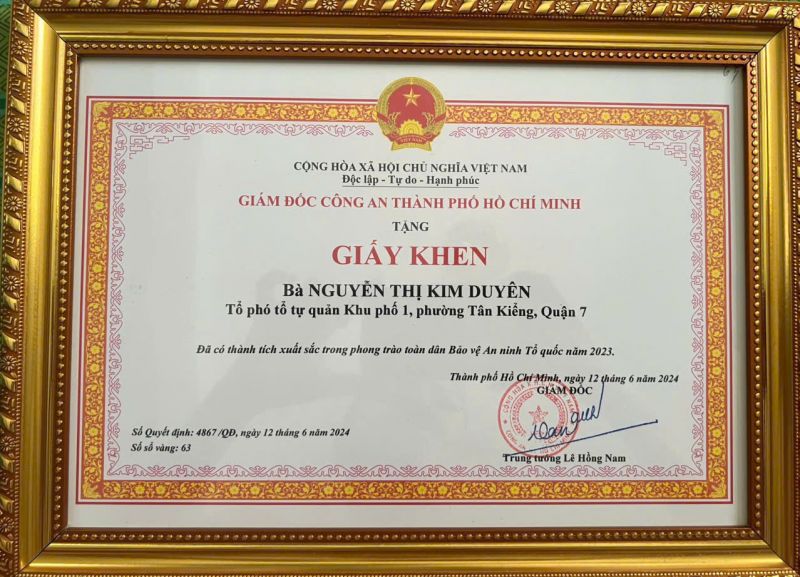 CỘNG HÒA XÃ HỘI CHỦ NGHĨA VIỆT NAM
Độc lập - Tự do - Hạnh phúc
GIÁM ĐỐC CÔNG AN THÀNH PHỐ HỒ CHÍ MINH
TẶNG
GIẤY KHEN
Bà NGUYỄN THỊ KIM DUYÊN
Tổ phó tổ tự quản Khu phố 1, phường Tân Kiểng, Quận 7
Đã có thành tích xuất sắc trong phong trào toàn dân Bảo vệ An ninh Tổ quốc năm 2023.
Thành phố Hồ Chí Minh, ngày 12 tháng 6 năm 2024
GIÁM ĐỐC
Số Quyết định: 4867 /QĐ, ngày 12 tháng 6 năm 2024
Số sổ vàng: 63
Trung tướng Lê Hồng Nam